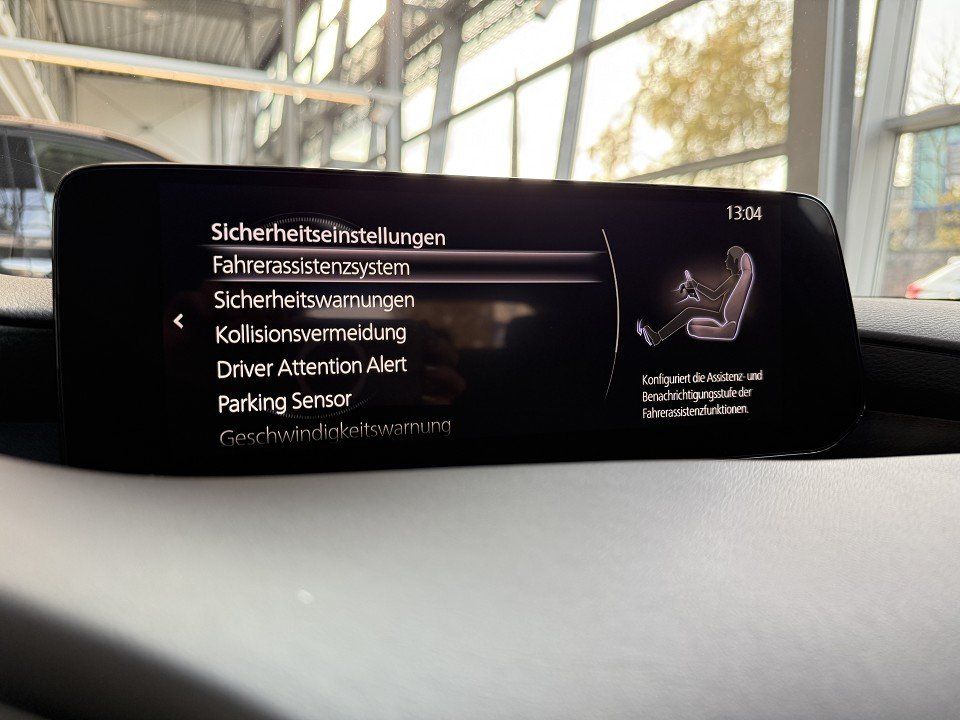 13:04
Sicherheitseinstellungen
Fahrerassistenzsystem
Sicherheitswarnungen
Kollisionsvermeidung
Driver Attention Alert
Parking Sensor
Geschwindigkeitswarnung
Konfiguriert die Assistenz- und
Benachrichtigungsstufe der
Fahrerassistenzfunktionen.